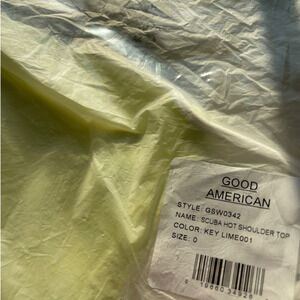 GOOD
AMERICAN
STYLE: GSW0342
NAME: SCUBA HOT SHOULDER TOP
COLOR: KEY LIME001
SIZE: 0